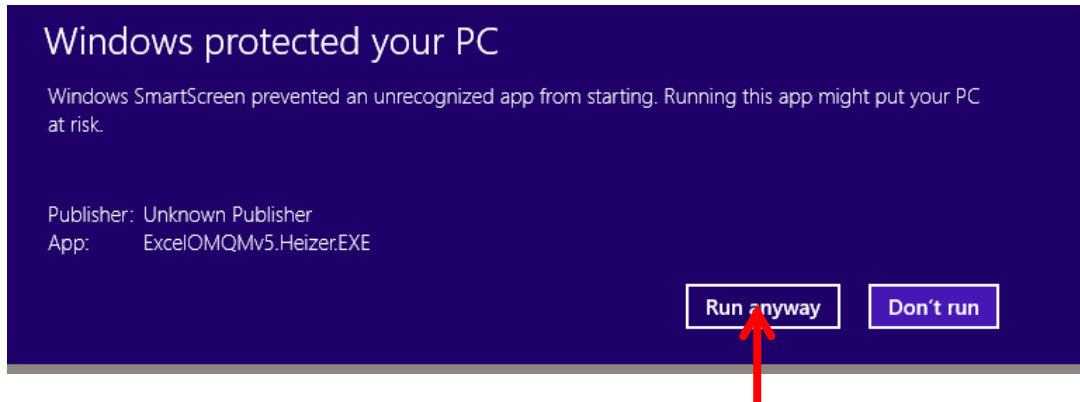 Windows protected your PC
Windows SmartScreen prevented an unrecognized app from starting. Running this app might put your PC
at risk.
Publisher: Unknown Publisher
App: ExcelOMQMv5.Heizer.EXE
Run anyway Don't run